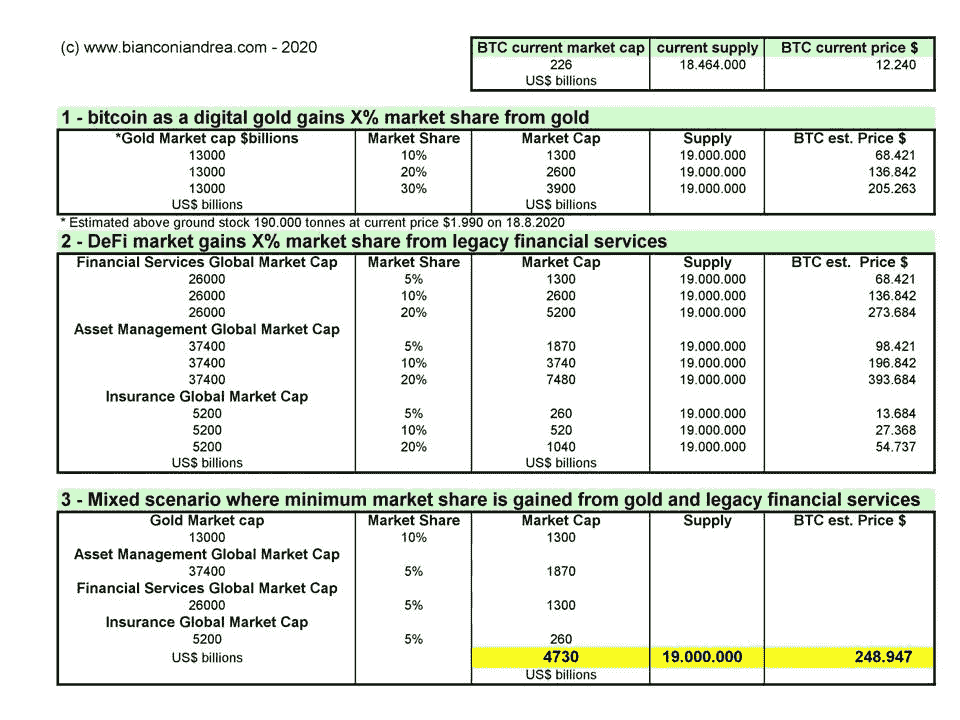 (c) www.bianconiandrea.com - 2020
BTC current market cap current supply BTC current price $
226 18.464.000 12.240
US$ billions
1 - bitcoin as a digital gold gains X% market share from gold
*Gold Market cap $billions Market Share Market Cap Supply BTC est. Price $
13000 10% 1300 19.000.000 68.421
13000 20% 2600 19.000.000 136.842
13000 30% 3900 19.000.000 205.263
US$ billions US$ billions
* Estimated above ground stock 190.000 tonnes at current price $1.990 on 18.8.2020
2 - DeFi market gains X% market share from legacy financial services
Financial Services Global Market Cap Market Share Market Cap Supply BTC est. Price $
26000 5% 1300 19.000.000 68.421
26000 10% 2600 19.000.000 136.842
26000 20% 5200 19.000.000 273.684
Asset Management Global Market Cap
37400 5% 1870 19.000.000 98.421
37400 10% 3740 19.000.000 196.842
37400 20% 7480 19.000.000 393.684
Insurance Global Market Cap
5200 5% 260 19.000.000 13.684
5200 10% 520 19.000.000 27.368
5200 20% 1040 19.000.000 54.737
US$ billions US$ billions
3 - Mixed scenario where minimum market share is gained from gold and legacy financial services
Gold Market cap Market Share Market Cap Supply BTC est. Price $
13000 10% 1300
Asset Management Global Market Cap
37400 5% 1870
Financial Services Global Market Cap
26000 5% 1300
Insurance Global Market Cap
5200 5% 260
US$ billions 4730 19.000.000 248.947
US$ billions